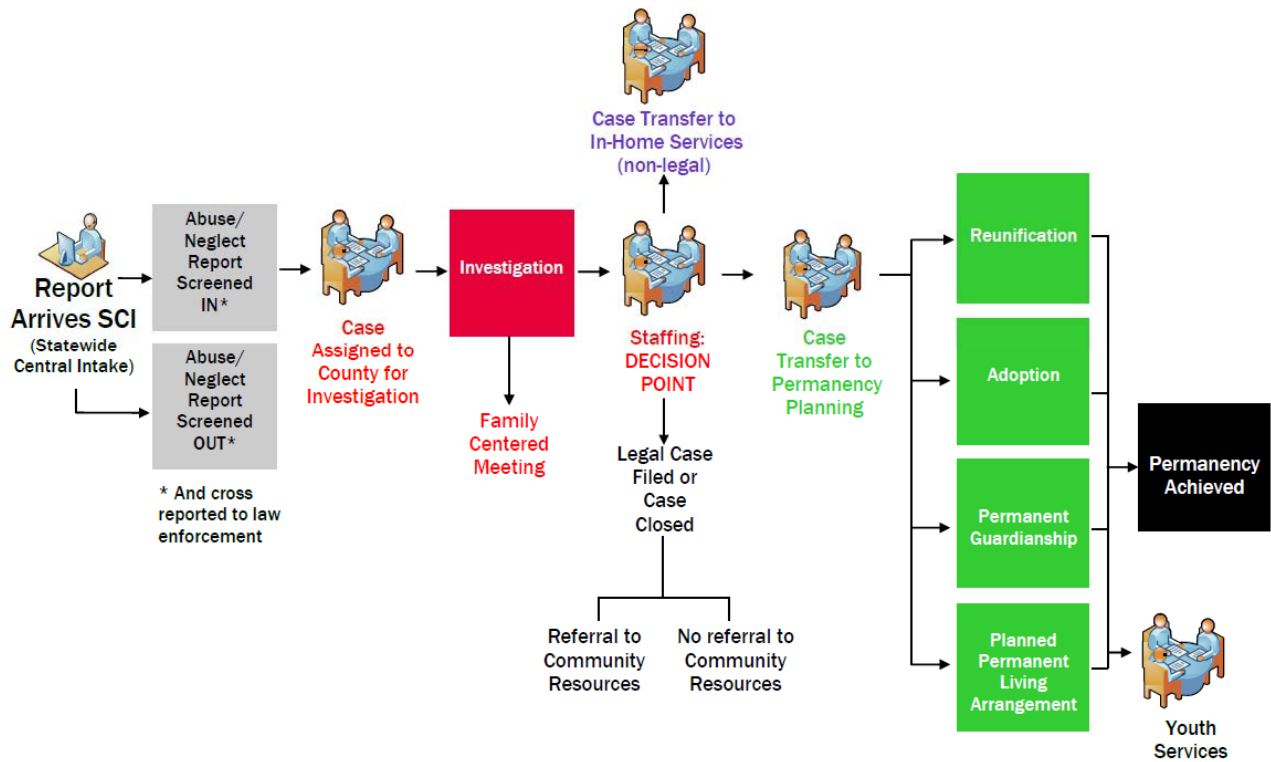 Report
Arrives SCI
(Statewide
Central Intake)
Abuse/
Neglect
Report
Screened
IN*
Abuse/
Neglect
Report
Screened
OUT*
* And cross
reported to law
enforcement
Case
Assigned to
County for
Investigation
Investigation
Family
Centered
Meeting
Case Transfer to
In-Home Services
(non-legal)
Staffing:
DECISION
POINT
Legal Case
Filed or
Case
Closed
Referral to
Community
Resources
No referral to
Community
Resources
Case
Transfer to
Permanency
Planning
Reunification
Adoption
Permanent
Guardianship
Planned
Permanent
Living
Arrangement
Permanency
Achieved
Youth
Services